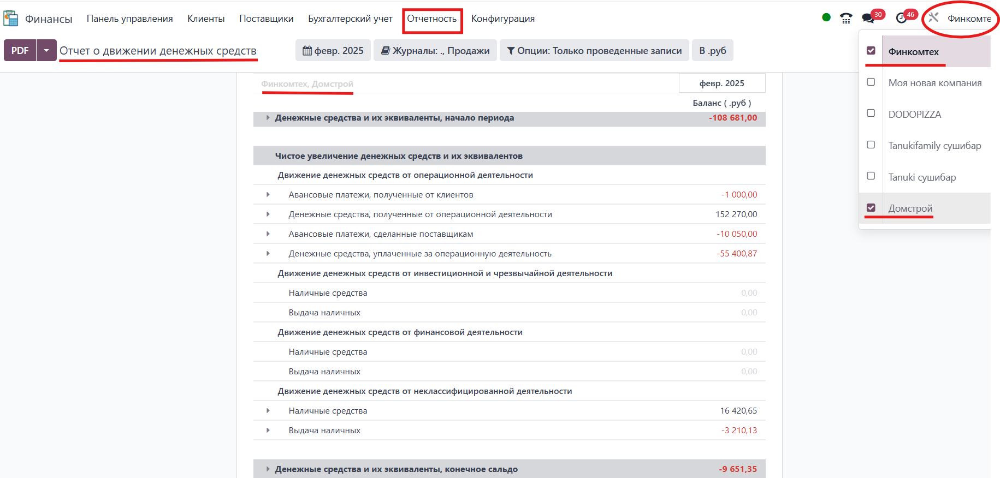 Финансы Панель управления Клиенты Поставщики Бухгалтерский учет Отчетность Конфигурация 30 46 Финкомте
PDF Отчет о движении денежных средств февр. 2025 Журналы: ., Продажи Опции: Только проведенные записи В .руб
Финкомтех
Моя новая компания
DODOPIZZA
Tanukifamily сушибар
Tanuki сушибар
Домстрой
Финкомтех, Домстрой февр. 2025
Баланс ( .руб )
Денежные средства и их эквиваленты, начало периода -108 681,00
Чистое увеличение денежных средств и их эквивалентов
Движение денежных средств от операционной деятельности
Авансовые платежи, полученные от клиентов -1 000,00
Денежные средства, полученные от операционной деятельности 152 270,00
Авансовые платежи, сделанные поставщикам -10 050,00
Денежные средства, уплаченные за операционную деятельность -55 400,87
Движение денежных средств от инвестиционной и чрезвычайной деятельности
Наличные средства 0,00
Выдача наличных 0,00
Движение денежных средств от финансовой деятельности
Наличные средства 0,00
Выдача наличных 0,00
Движение денежных средств от неклассифицированной деятельности
Наличные средства 16 420,65
Выдача наличных -3 210,13
Денежные средства и их эквиваленты, конечное сальдо -9 651,35